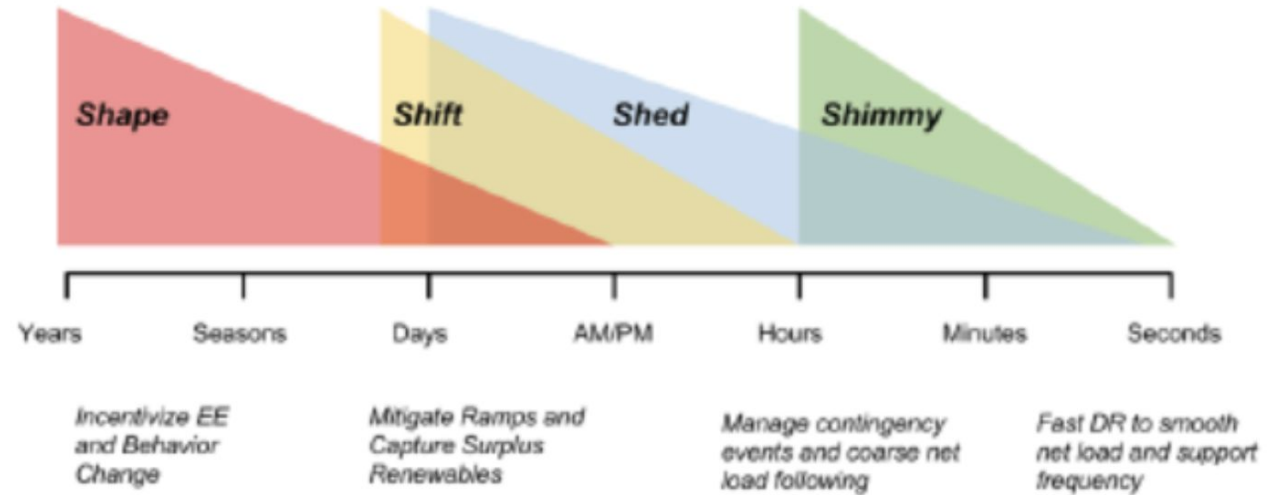 Shape Shift Shed Shimmy
Years Seasons Days AM/PM Hours Minutes Seconds
Incentivize EE
and Behavior
Change
Mitigate Ramps and
Capture Surplus
Renewables
Manage contingency
events and coarse net
load following
Fast DR to smooth
net load and support
frequency